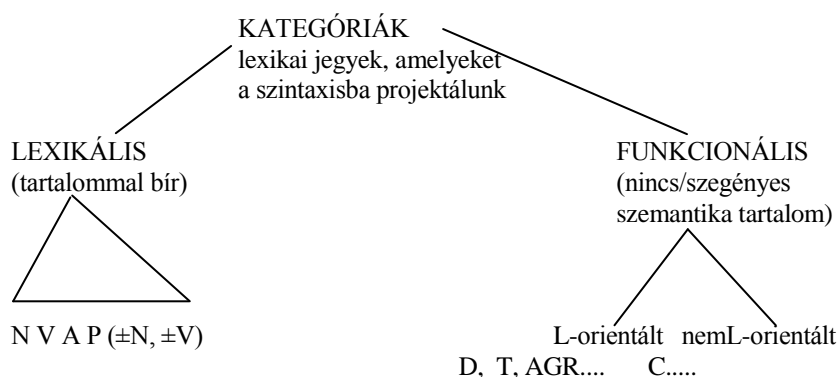 KATEGÓRIÁK
lexikai jegyek, amelyeket
a szintaxisba projektálunk
LEXIKÁLIS
(tartalommal bír)
FUNKCIONÁLIS
(nincs/szegényes
szemantika tartalom)
N V A P (±N, ±V)
L-orientált nemL-orientált
D, T, AGR.... C.....